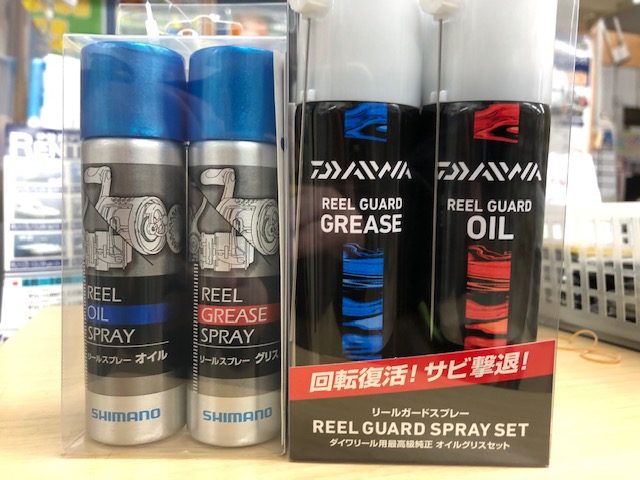 REEL
OIL
SPRAY
リールスプレー オイル
SHIMANO
REEL
GREASE
SPRAY
リールスプレー グリス
SHIMANO
DAIWA
REEL GUARD
GREASE
DAIWA
REEL GUARD
OIL
回転復活！サビ撃退！
リールガードスプレー
REEL GUARD SPRAY SET
ダイワリール用最高級純正 オイルグリスセット